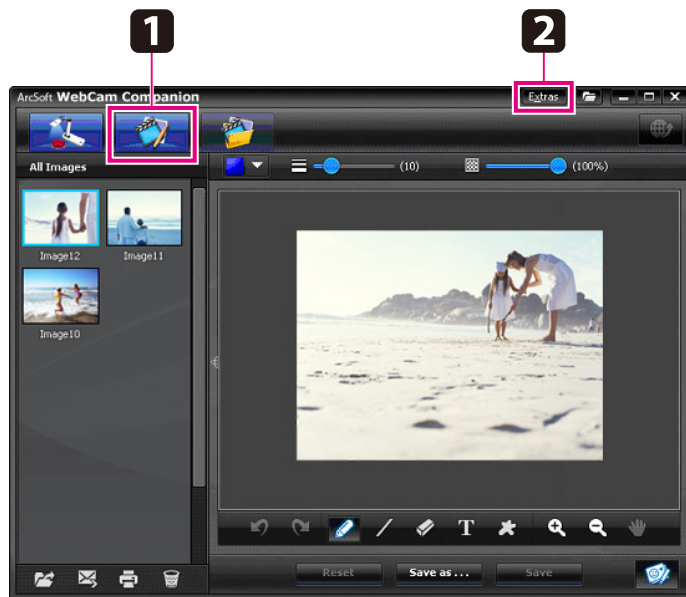 1
2
ArcSoft WebCam Companion
Extras
All Images
(10)
(100%)
Image12
Image11
Image10
T
Reset
Save as ...
Save